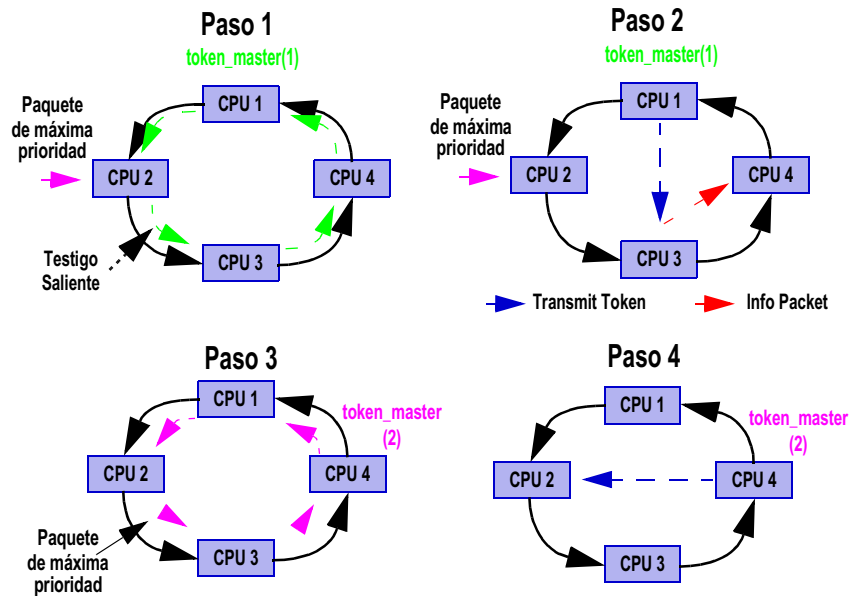 Paso 1
token_master(1)
CPU 1
Paquete
de máxima
prioridad
CPU 2
CPU 4
CPU 3
Testigo
Saliente
Paso 2
token_master(1)
CPU 1
Paquete
de máxima
prioridad
CPU 2
CPU 4
CPU 3
Transmit Token
Info Packet
Paso 3
CPU 1
token_master
(2)
CPU 2
CPU 4
CPU 3
Paquete
de máxima
prioridad
Paso 4
CPU 1
token_master
(2)
CPU 2
CPU 4
CPU 3